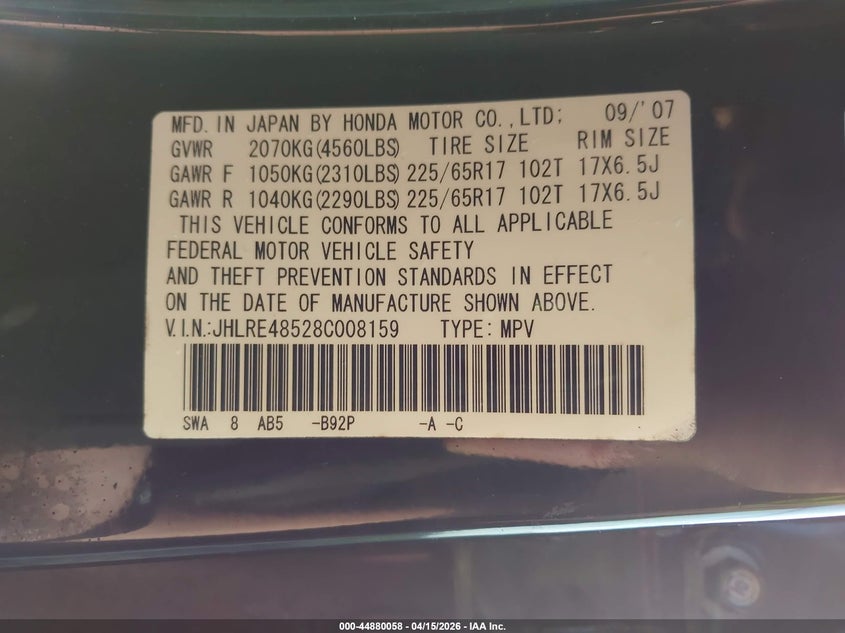 MFD. IN JAPAN BY HONDA MOTOR CO.,LTD: 09/'07
GVWR 2070KG(4560LBS) TIRE SIZE RIM SIZE
GAWR F 1050KG(2310LBS) 225/65R17 102T 17X6.5J
GAWR R 1040KG(2290LBS) 225/65R17 102T 17X6.5J
THIS VEHICLE CONFORMS TO ALL APPLICABLE
FEDERAL MOTOR VEHICLE SAFETY
AND THEFT PREVENTION STANDARDS IN EFFECT
ON THE DATE OF MANUFACTURE SHOWN ABOVE.
V.I.N.:JHLRE48528C008159 TYPE: MPV
SWA 8 AB5 -B92P -A -C
000-44880058 - 04/15/2026 - IAA Inc.